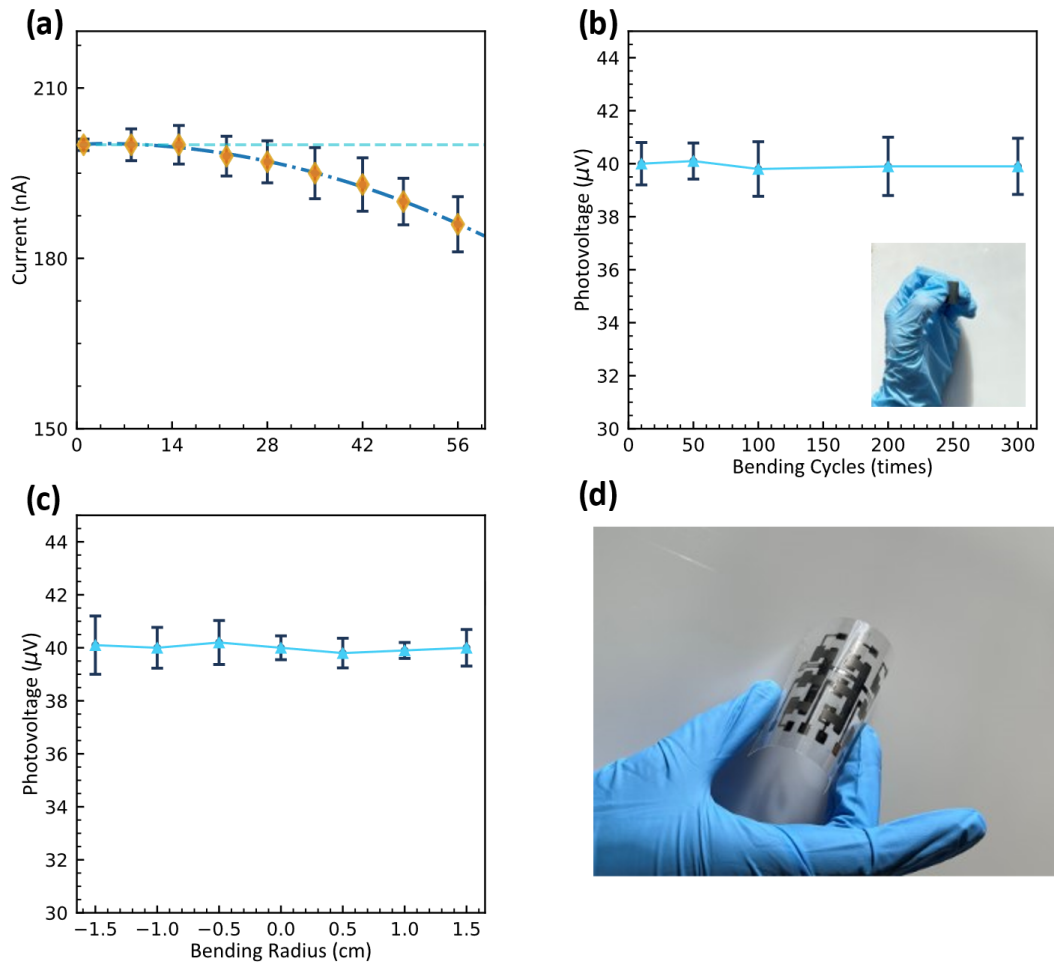 (a)
210
180
150
Current (nA)
0 14 28 42 56
(b)
44
42
40
38
36
34
32
30
Photovoltage (μV)
0 50 100 150 200 250 300
Bending Cycles (times)
(c)
44
42
40
38
36
34
32
30
Photovoltage (μV)
−1.5 −1.0 −0.5 0.0 0.5 1.0 1.5
Bending Radius (cm)
(d)